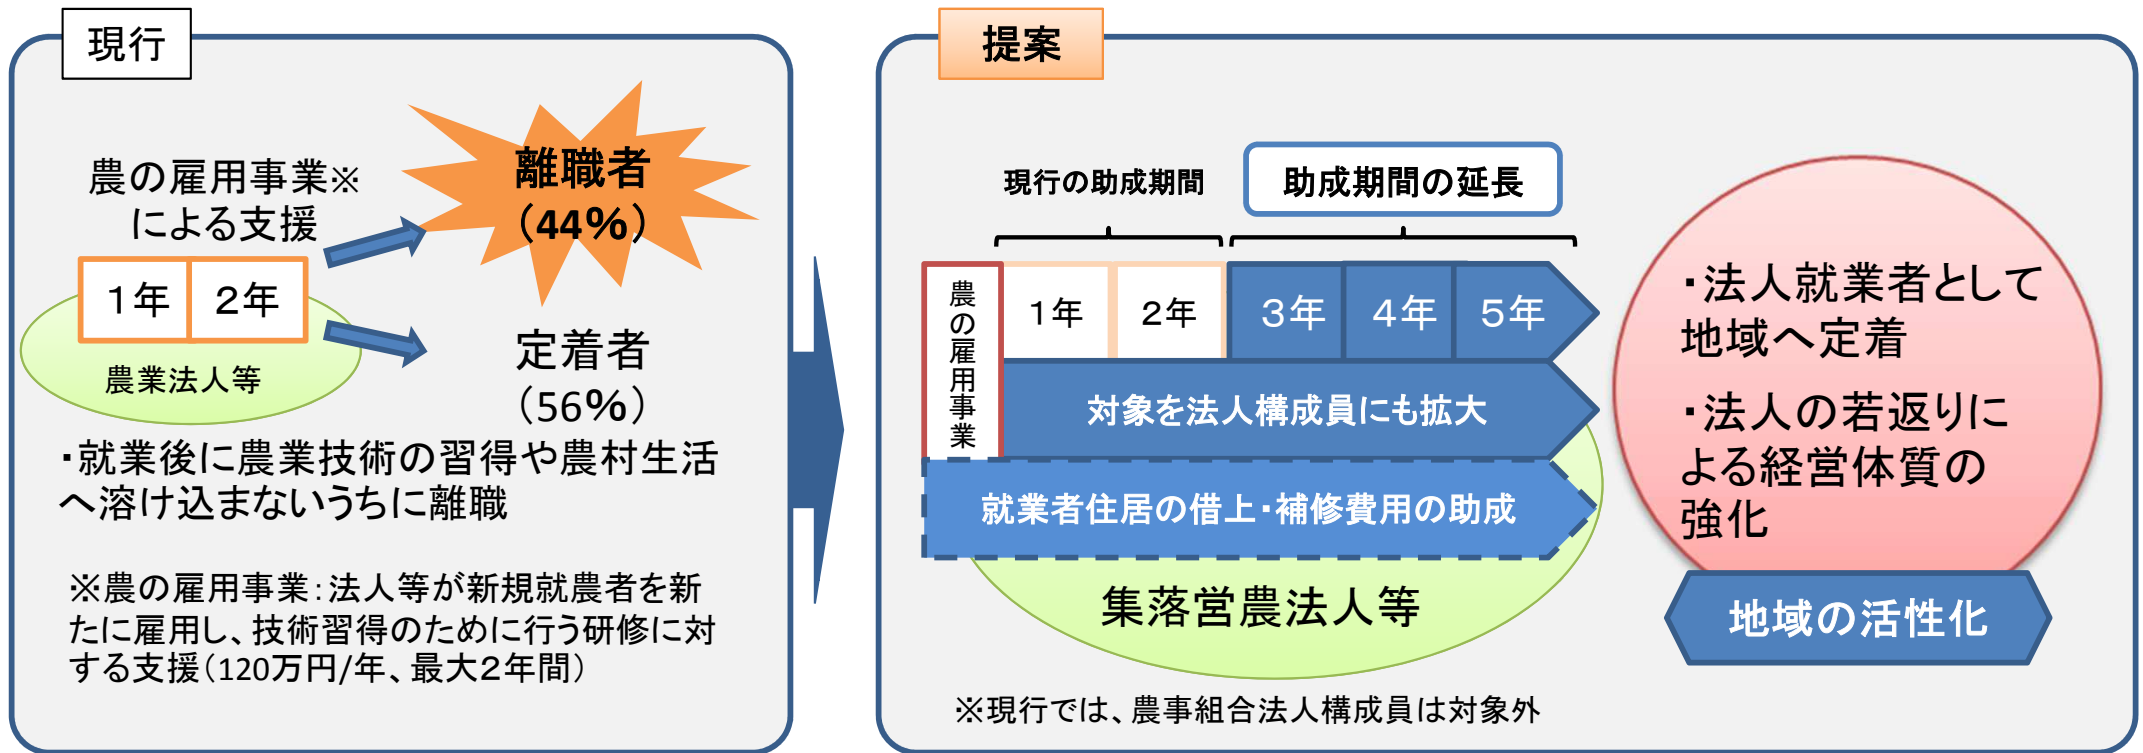 現行
農の雇用事業※
による支援
1年
2年
農業法人等
離職者
（44％）
定着者
（56％）
・就業後に農業技術の習得や農村生活
へ溶け込まないうちに離職
※農の雇用事業：法人等が新規就農者を新
たに雇用し、技術習得のために行う研修に対
する支援（120万円/年、最大２年間）
提案
現行の助成期間
助成期間の延長
農の雇用事業
1年
2年
3年
4年
5年
対象を法人構成員にも拡大
就業者住居の借上・補修費用の助成
集落営農法人等
※現行では、農事組合法人構成員は対象外
・法人就業者として
地域へ定着
・法人の若返りに
よる経営体質の
強化
地域の活性化